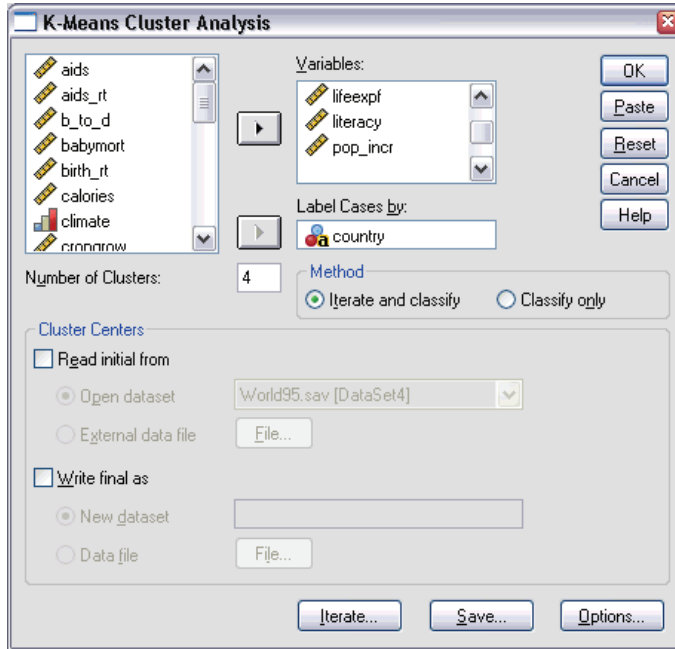 K-Means Cluster Analysis
aids
aids_rt
b_to_d
babymort
birth_rt
calories
climate
cropgrow
Variables:
lifeexpf
literacy
pop_incr
Label Cases by:
country
OK
Paste
Reset
Cancel
Help
Number of Clusters:
4
Method
Iterate and classify
Classify only
Cluster Centers
Read initial from
Open dataset
World95.sav [DataSet4]
External data file
File...
Write final as
New dataset
Data file
File...
Iterate...
Save...
Options...